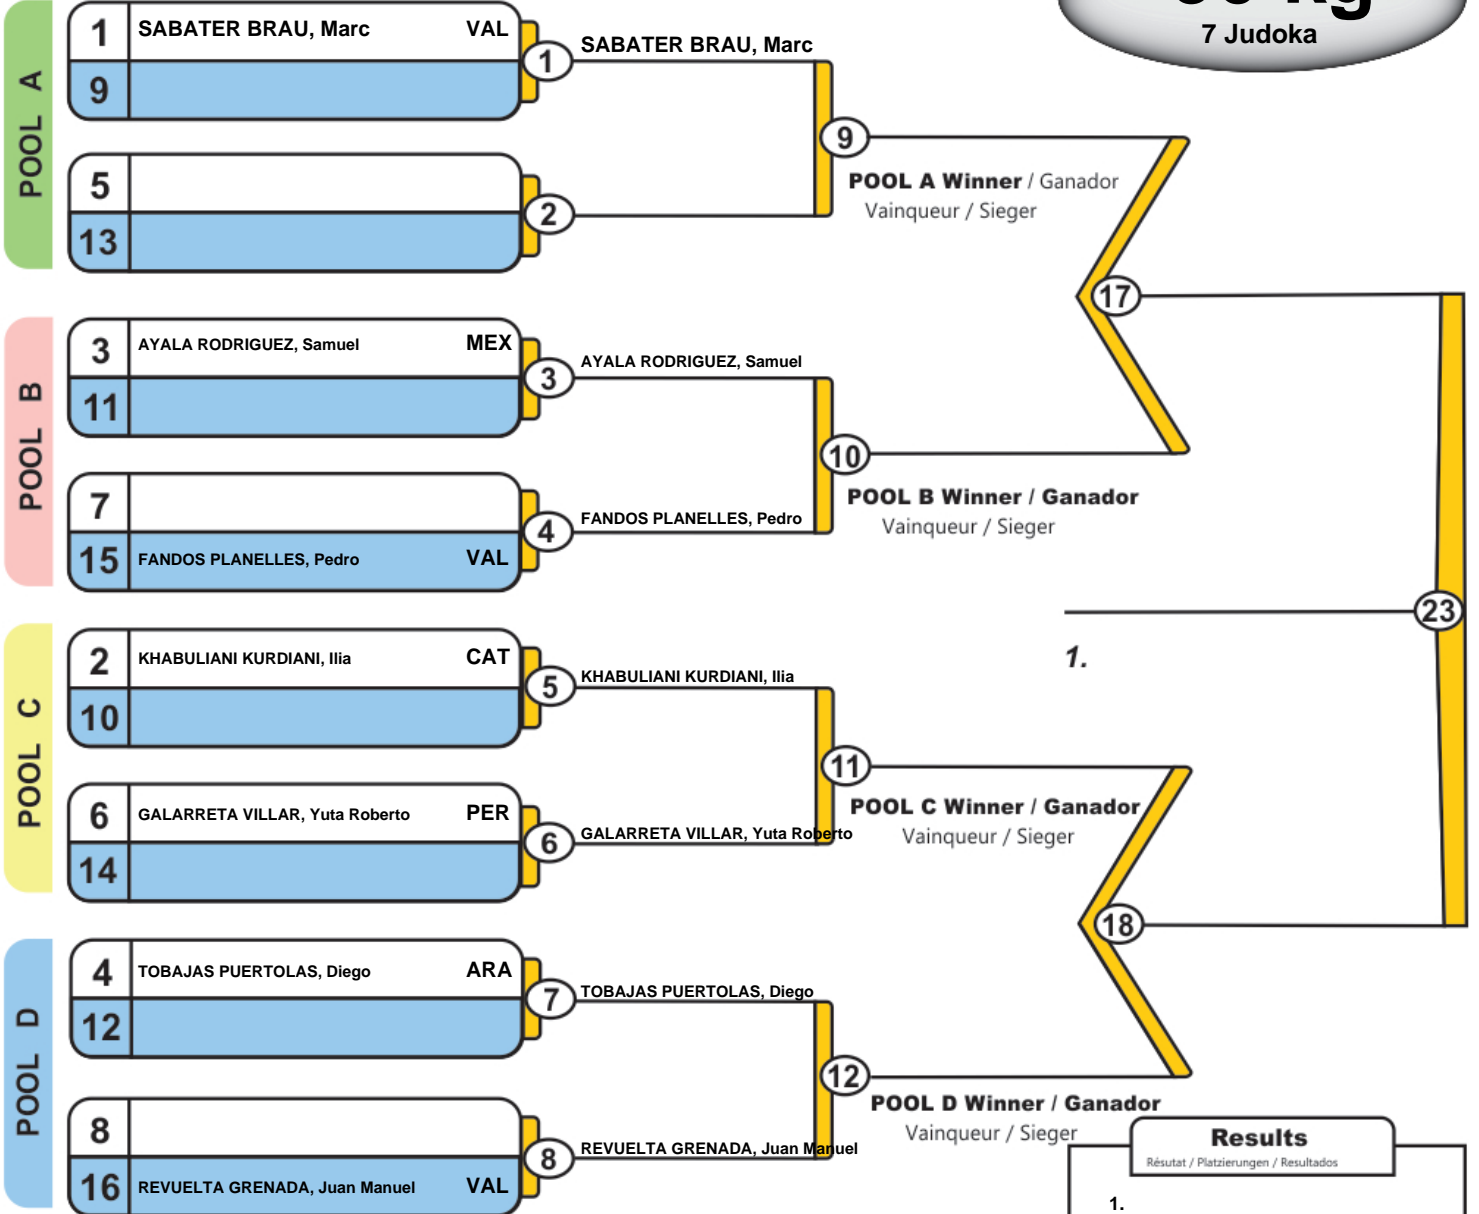 7 Judoka
POOL A
1 SABATER BRAU, Marc VAL
9
1
SABATER BRAU, Marc
5
13
2
9
POOL A Winner / Ganador
Vainqueur / Sieger
17
POOL B
3 AYALA RODRIGUEZ, Samuel MEX
11
3
AYALA RODRIGUEZ, Samuel
7
15 FANDOS PLANELLES, Pedro VAL
4
FANDOS PLANELLES, Pedro
10
POOL B Winner / Ganador
Vainqueur / Sieger
23
1.
POOL C
2 KHABULIANI KURDIANI, Ilia CAT
10
5
KHABULIANI KURDIANI, Ilia
6 GALARRETA VILLAR, Yuta Roberto PER
14
6
GALARRETA VILLAR, Yuta Roberto
11
POOL C Winner / Ganador
Vainqueur / Sieger
18
POOL D
4 TOBAJAS PUERTOLAS, Diego ARA
12
7
TOBAJAS PUERTOLAS, Diego
8
16 REVUELTA GRENADA, Juan Manuel VAL
8
REVUELTA GRENADA, Juan Manuel
12
POOL D Winner / Ganador
Vainqueur / Sieger
Results
Résutat / Platzierungen / Resultados
1.